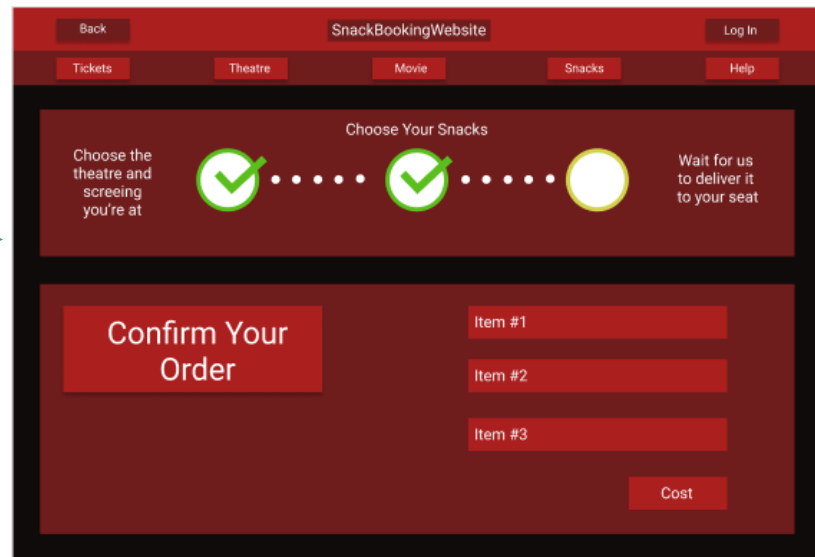 Back
SnackBookingWebsite
Log In
Tickets
Theatre
Movie
Snacks
Help
Choose Your Snacks
Choose the
theatre and
screeing
you're at
Wait for us
to deliver it
to your seat
Confirm Your
Order
Item #1
Item #2
Item #3
Cost